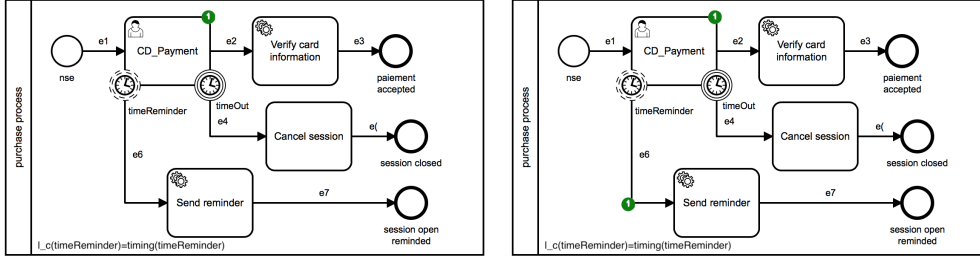 purchase process
nse
e1
CD_Payment
1
e2
Verify card
information
e3
paiement
accepted
timeReminder
timeOut
e4
Cancel session
e(
session closed
e6
Send reminder
e7
session open
reminded
l_c(timeReminder)=timing(timeReminder)
purchase process
nse
e1
CD_Payment
1
e2
Verify card
information
e3
paiement
accepted
timeReminder
timeOut
e4
Cancel session
e(
session closed
e6
1
Send reminder
e7
session open
reminded
l_c(timeReminder)=timing(timeReminder)